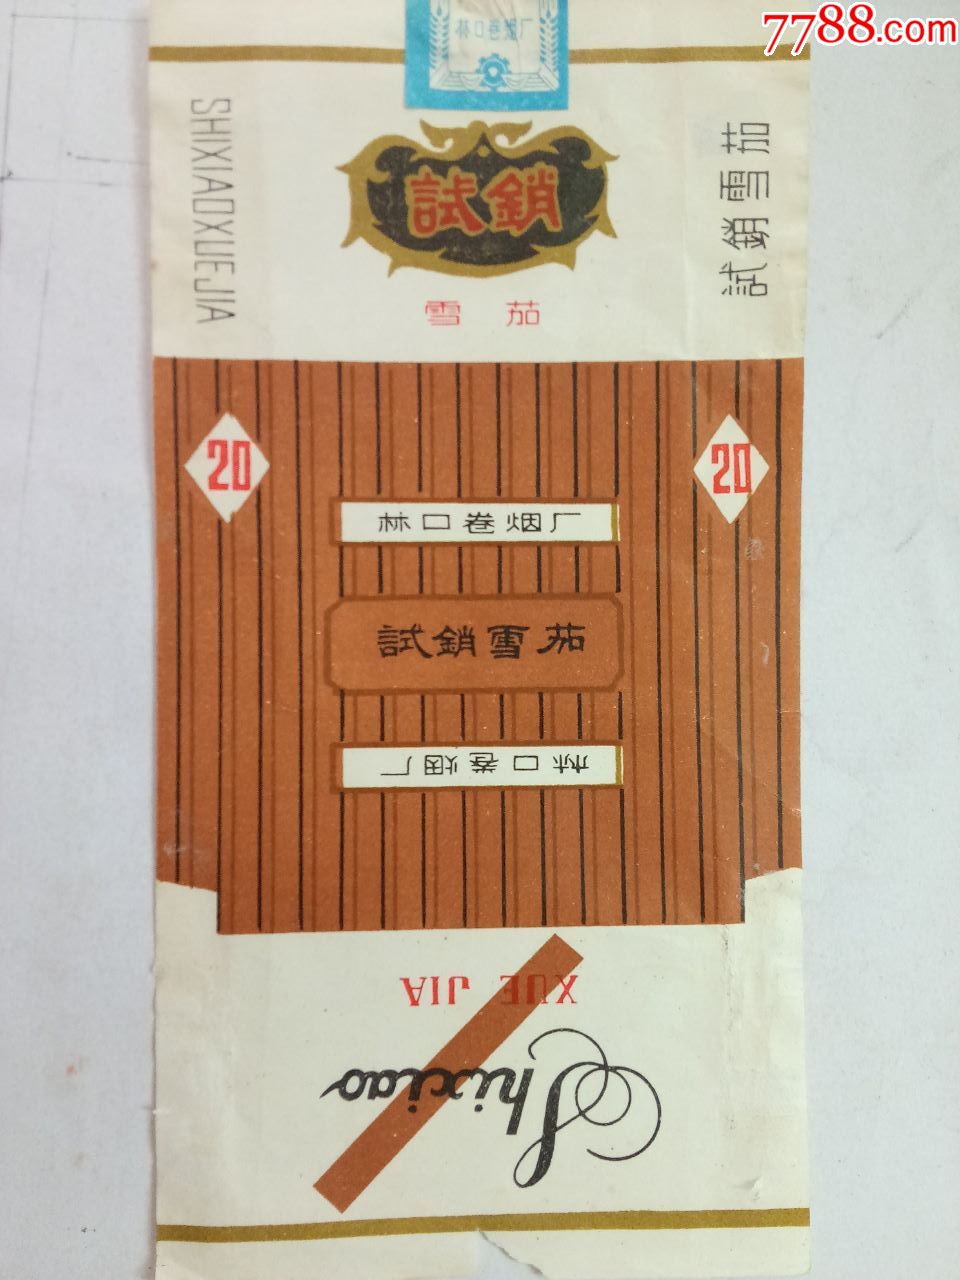 7788.com
林口卷烟厂
SHIXIAOXUEJIA
試銷
試銷雪茄
雪茄
20
20
林口卷烟厂
試銷雪茄
林口卷烟厂
XUE JIA
Shixiao